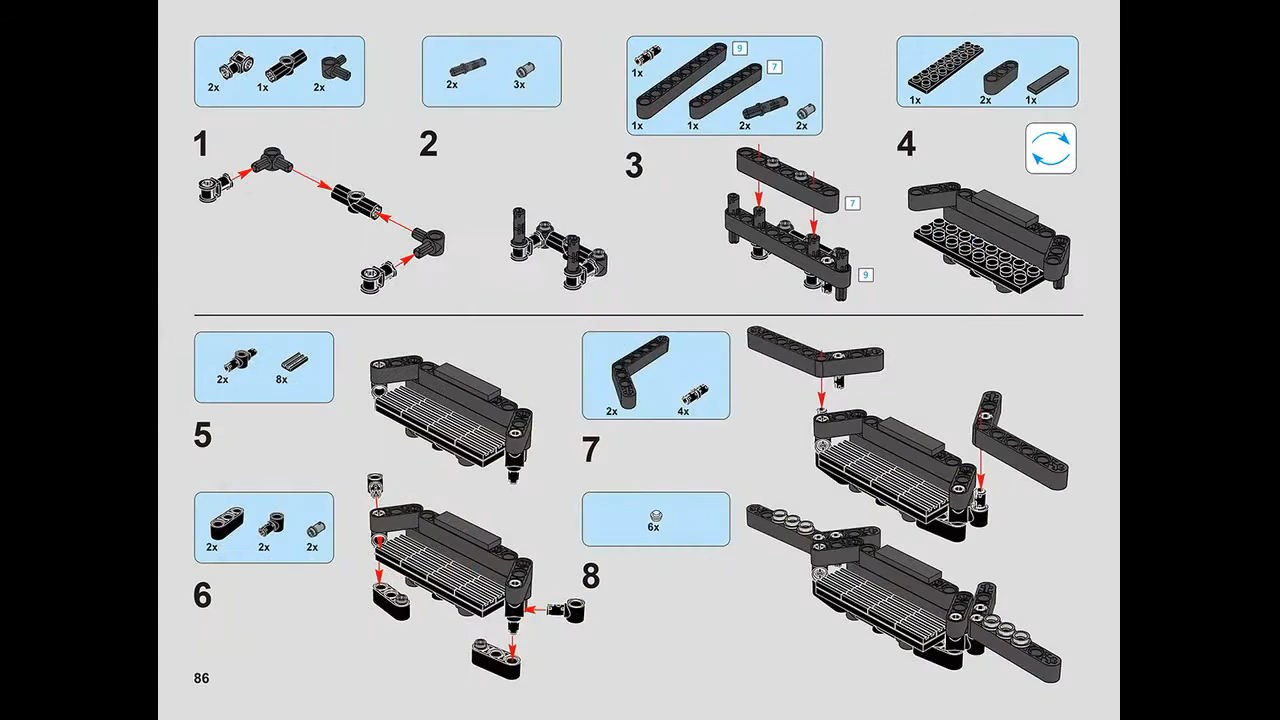 2x 1x 2x
1
2x 3x
2
1x 9 7
1x 1x 2x 2x
3
7
9
1x 2x 1x
4
2x 8x
5
2x 2x 2x
6
2x 4x
7
6x
8
86